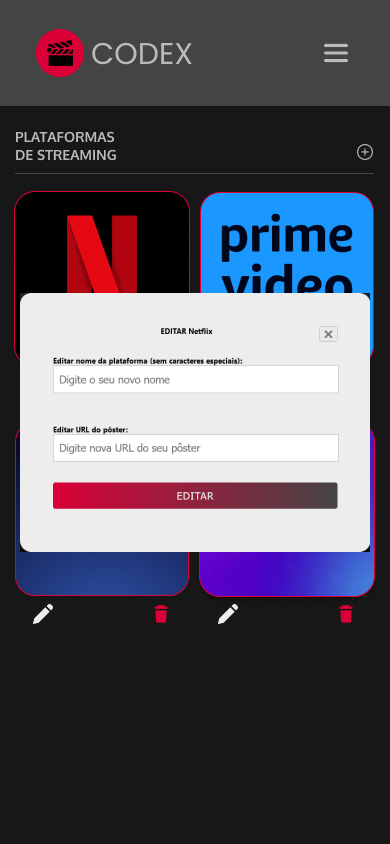 CODEX
PLATAFORMAS
DE STREAMING
prime
video
EDITAR Netflix
Editar nome da plataforma (sem caracteres especiais):
Digite o seu novo nome
Editar URL do pôster:
Digite nova URL do seu pôster
EDITAR